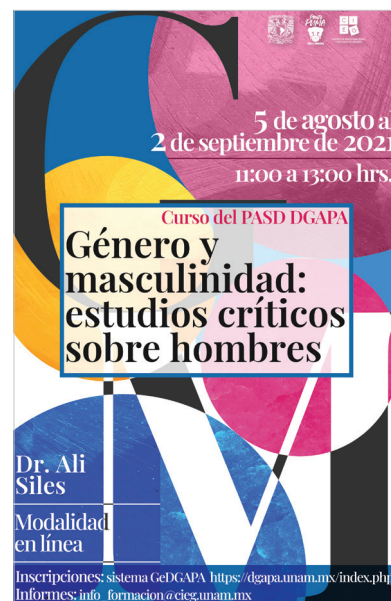 5 de agosto a
2 de septiembre de 2021
11:00 a 13:00 hrs.
Curso del PASD DGAPA
Género y
masculinidad:
estudios críticos
sobre hombres
Dr. Ali
Siles
Modalidad
en línea
Inscripciones: sistema GeDGAPA https://dgapa.unam.mx/index.php
Informes: info_formacion@cieg.unam.mx